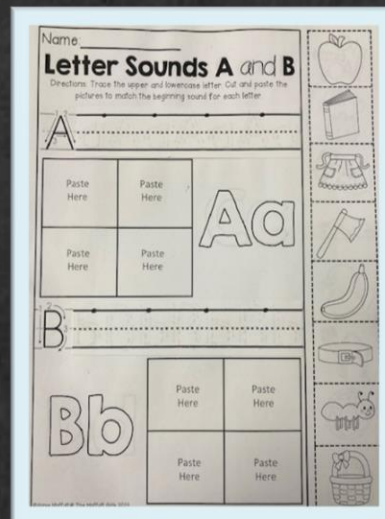 Name:
Letter Sounds A and B
Directions: Trace the upper and lowercase letter. Cut and paste the
pictures to match the beginning sound for each letter.
A
Paste Here
Paste Here
Aa
Paste Here
Paste Here
B
Bb
Paste Here
Paste Here
Paste Here
Paste Here